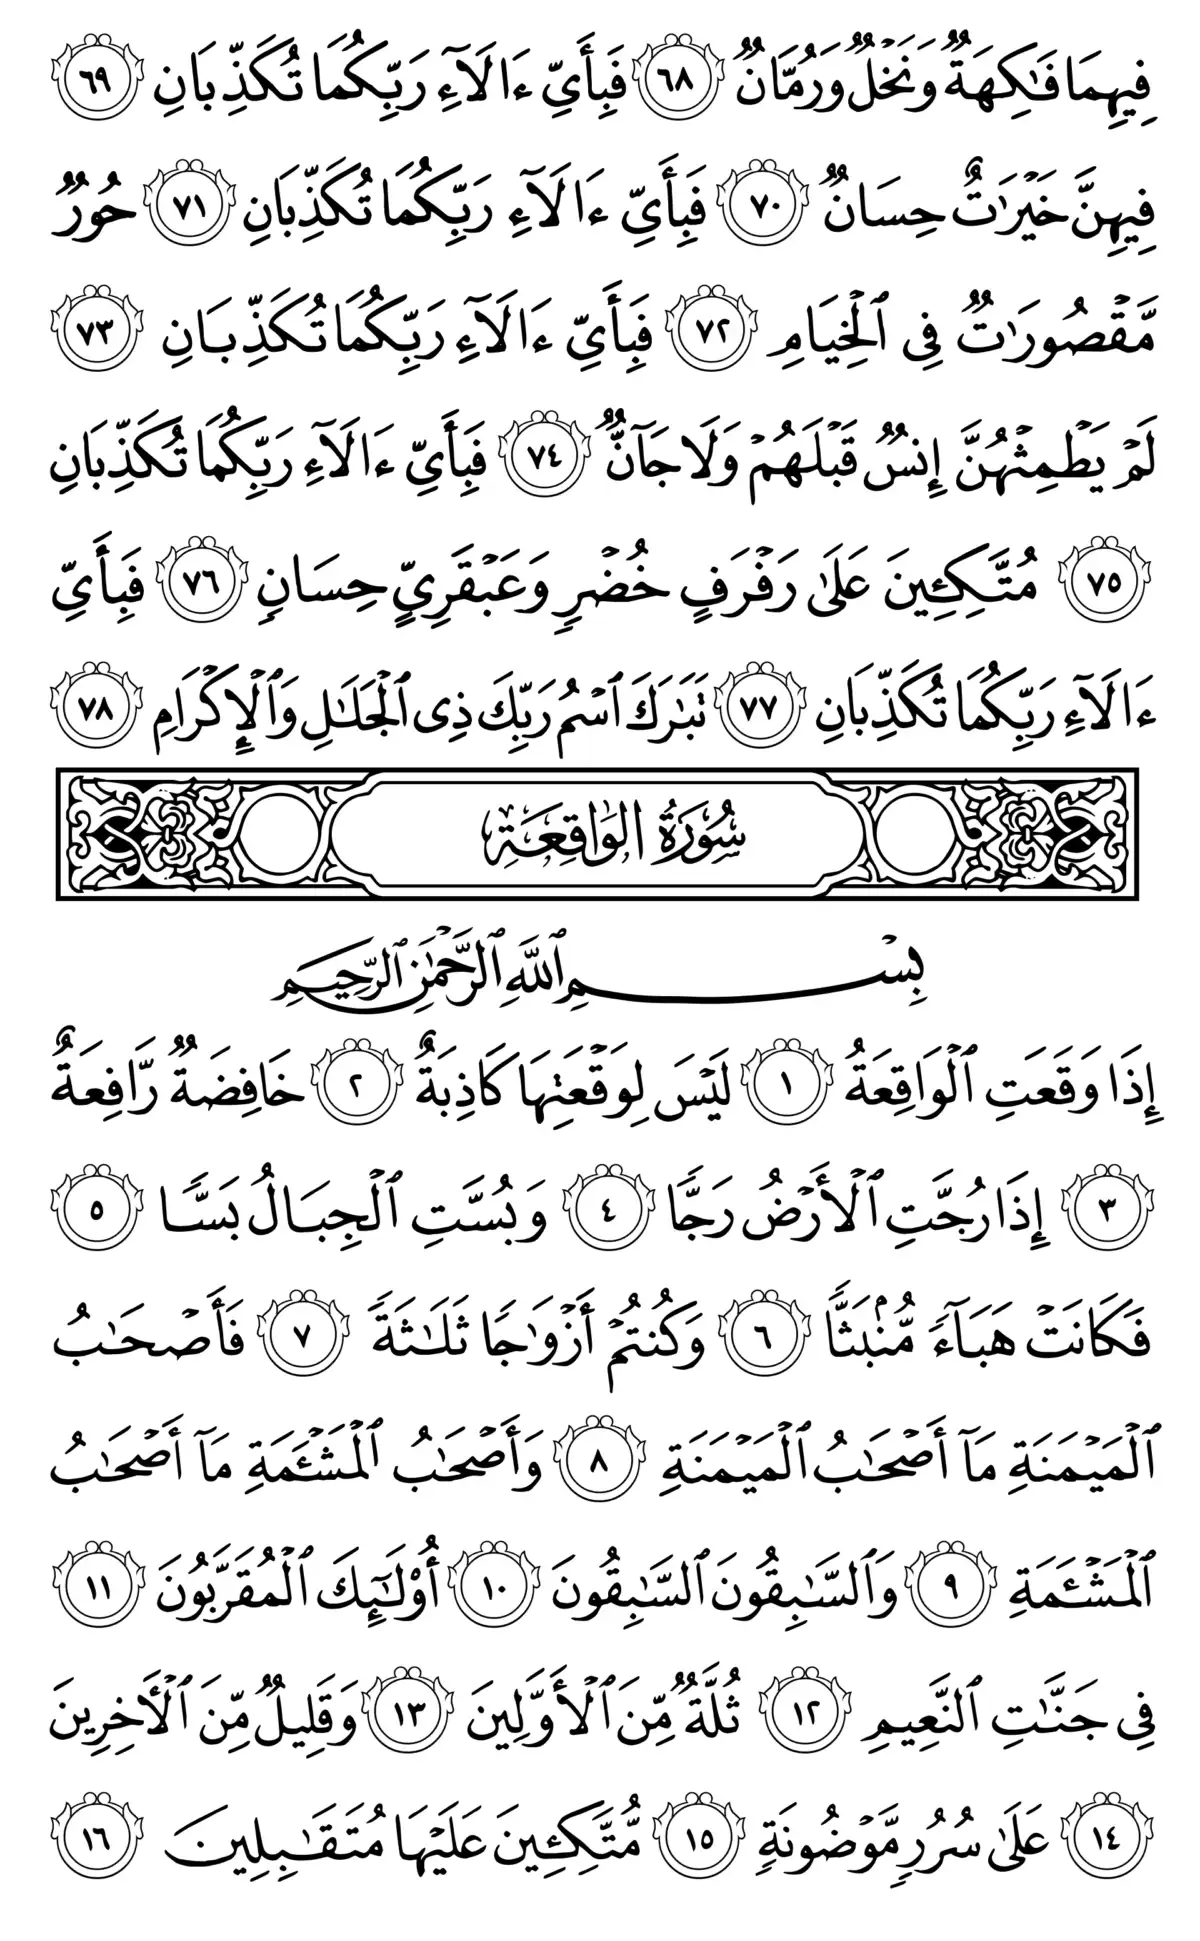 فِيهِمَا فَـٰكِهَةٌ وَنَخْلٌ وَرُمَّانٌ ٦٨ فَبِأَىِّ ءَالَآءِ رَبِّكُمَا تُكَذِّبَانِ ٦٩
فِيهِنَّ خَيْرَٰتٌ حِسَانٌ ٧٠ فَبِأَىِّ ءَالَآءِ رَبِّكُمَا تُكَذِّبَانِ ٧١ حُورٌ
مَّقْصُورَٰتٌ فِى ٱلْخِيَامِ ٧٢ فَبِأَىِّ ءَالَآءِ رَبِّكُمَا تُكَذِّبَانِ ٧٣
لَمْ يَطْمِثْهُنَّ إِنسٌ قَبْلَهُمْ وَلَا جَآنٌّ ٧٤ فَبِأَىِّ ءَالَآءِ رَبِّكُمَا تُكَذِّبَانِ
٧٥ مُتَّكِـِٔينَ عَلَىٰ رَفْرَفٍ خُضْرٍ وَعَبْقَرِىٍّ حِسَانٍ ٧٦ فَبِأَىِّ
ءَالَآءِ رَبِّكُمَا تُكَذِّبَانِ ٧٧ تَبَـٰرَكَ ٱسْمُ رَبِّكَ ذِى ٱلْجَلَـٰلِ وَٱلْإِكْرَامِ ٧٨
سُورَةُ الوَاقِعَةِ
بِسْمِ ٱللَّهِ ٱلرَّحْمَـٰنِ ٱلرَّحِيمِ
إِذَا وَقَعَتِ ٱلْوَاقِعَةُ ١ لَيْسَ لِوَقْعَتِهَا كَاذِبَةٌ ٢ خَافِضَةٌ رَّافِعَةٌ
٣ إِذَا رُجَّتِ ٱلْأَرْضُ رَجًّا ٤ وَبُسَّتِ ٱلْجِبَالُ بَسًّا ٥
فَكَانَتْ هَبَآءً مُّنۢبَثًّا ٦ وَكُنتُمْ أَزْوَٰجًا ثَلَـٰثَةً ٧ فَأَصْحَـٰبُ
ٱلْمَيْمَنَةِ مَآ أَصْحَـٰبُ ٱلْمَيْمَنَةِ ٨ وَأَصْحَـٰبُ ٱلْمَشْـَٔمَةِ مَآ أَصْحَـٰبُ
ٱلْمَشْـَٔمَةِ ٩ وَٱلسَّـٰبِقُونَ ٱلسَّـٰبِقُونَ ١٠ أُو۟لَـٰٓئِكَ ٱلْمُقَرَّبُونَ ١١
فِى جَنَّـٰتِ ٱلنَّعِيمِ ١٢ ثُلَّةٌ مِّنَ ٱلْأَوَّلِينَ ١٣ وَقَلِيلٌ مِّنَ ٱلْـَٔاخِرِينَ
١٤ عَلَىٰ سُرُرٍ مَّوْضُونَةٍ ١٥ مُّتَّكِـِٔينَ عَلَيْهَا مُتَقَـٰبِلِينَ ١٦